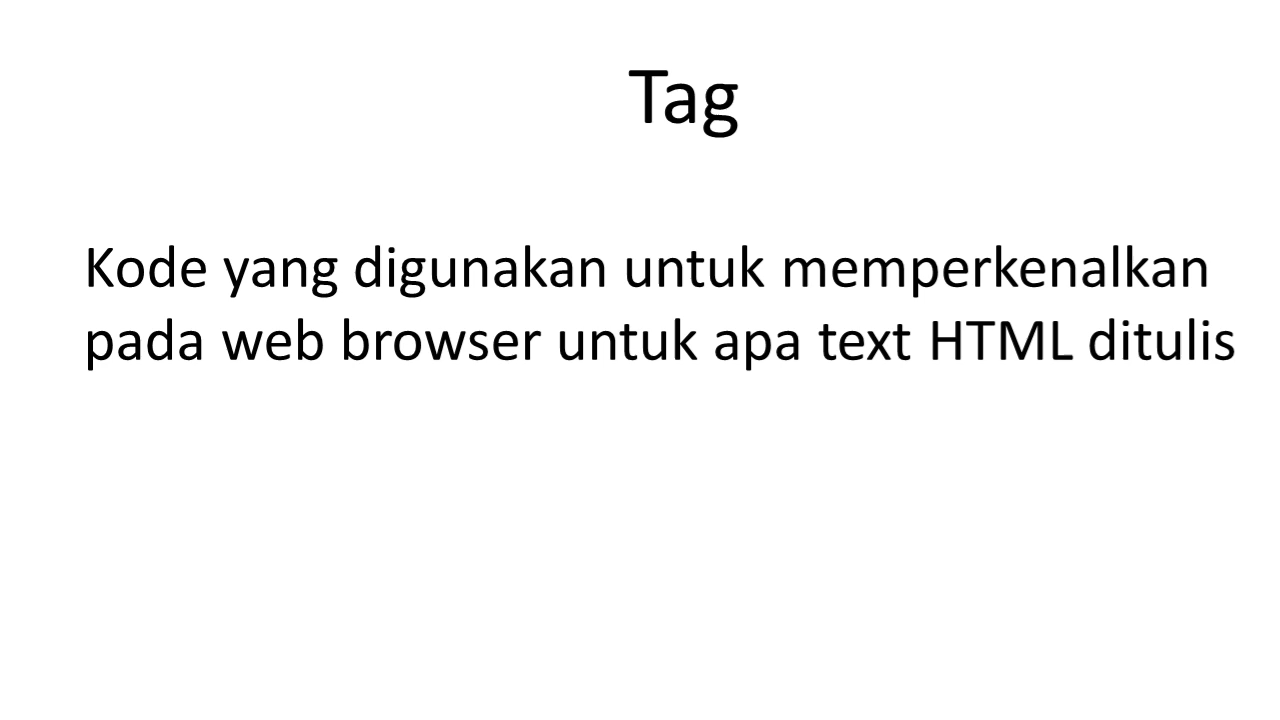 Tag
Kode yang digunakan untuk memperkenalkan
pada web browser untuk apa text HTML ditulis